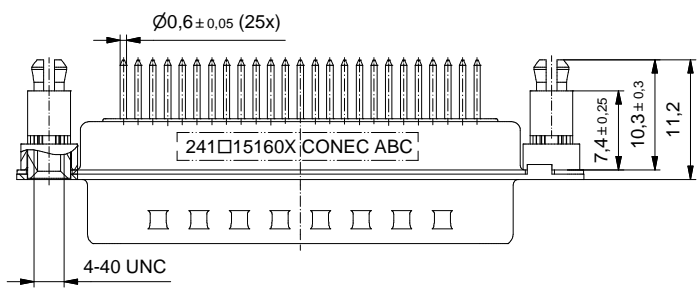 Ø0,6±0,05 (25x)
241□15160X CONEC ABC
7,4±0,25
10,3±0,3
11,2
4-40 UNC